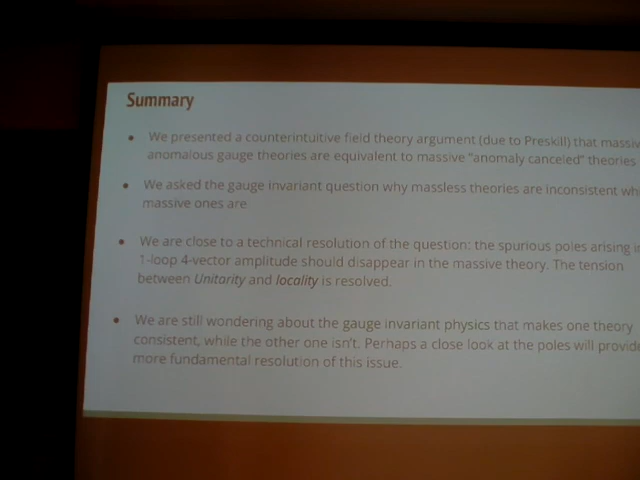 Summary
• We presented a counterintuitive field theory argument (due to Preskill) that massiv
anomalous gauge theories are equivalent to massive "anomaly canceled" theories
• We asked the gauge invariant question why massless theories are inconsistent whi
massive ones are
• We are close to a technical resolution of the question: the spurious poles arising in
1-loop 4-vector amplitude should disappear in the massive theory. The tension
between Unitarity and locality is resolved.
• We are still wondering about the gauge invariant physics that makes one theory
consistent, while the other one isn't. Perhaps a close look at the poles will provide
more fundamental resolution of this issue.